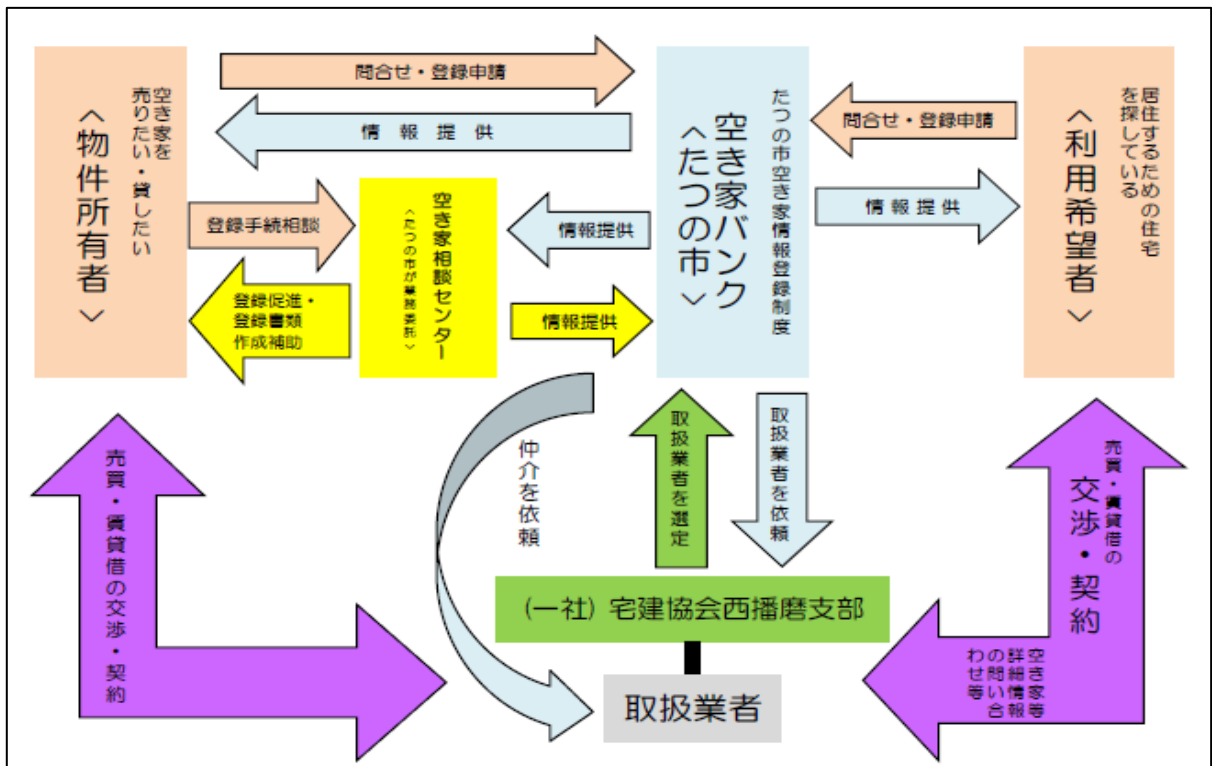 空き家を
売りたい・貸したい
〈物件所有者〉
問合せ・登録申請
情報提供
登録手続相談
登録促進・
登録書類
作成補助
空き家相談センター
〈たつの市が業務委託〉
情報提供
情報提供
たつの市空き家情報登録制度
空き家バンク
〈たつの市〉
問合せ・登録申請
情報提供
居住するための住宅
を探している
〈利用希望者〉
仲介を依頼
取扱業者を選定
取扱業者を依頼
売買・賃貸借の交渉・契約
売買・賃貸借の
交渉・契約
空き家等
詳細情報
の問い合
わせ等
(一社)宅建協会西播磨支部
取扱業者